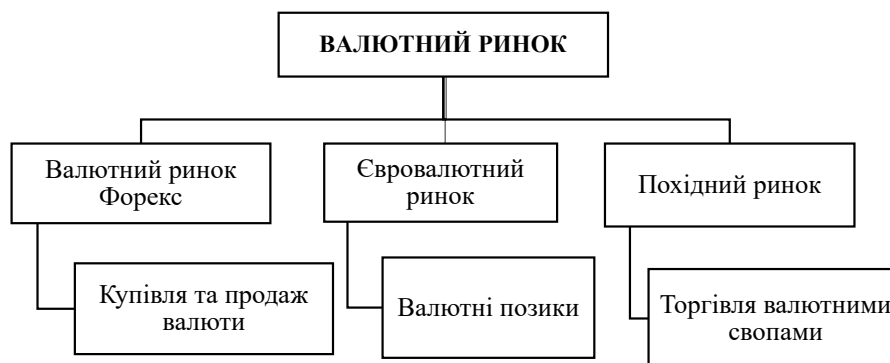 ВАЛЮТНИЙ РИНОК
Валютний ринок
Форекс
Євровалютний
ринок
Похідний ринок
Купівля та продаж
валюти
Валютні позики
Торгівля валютними
свопами